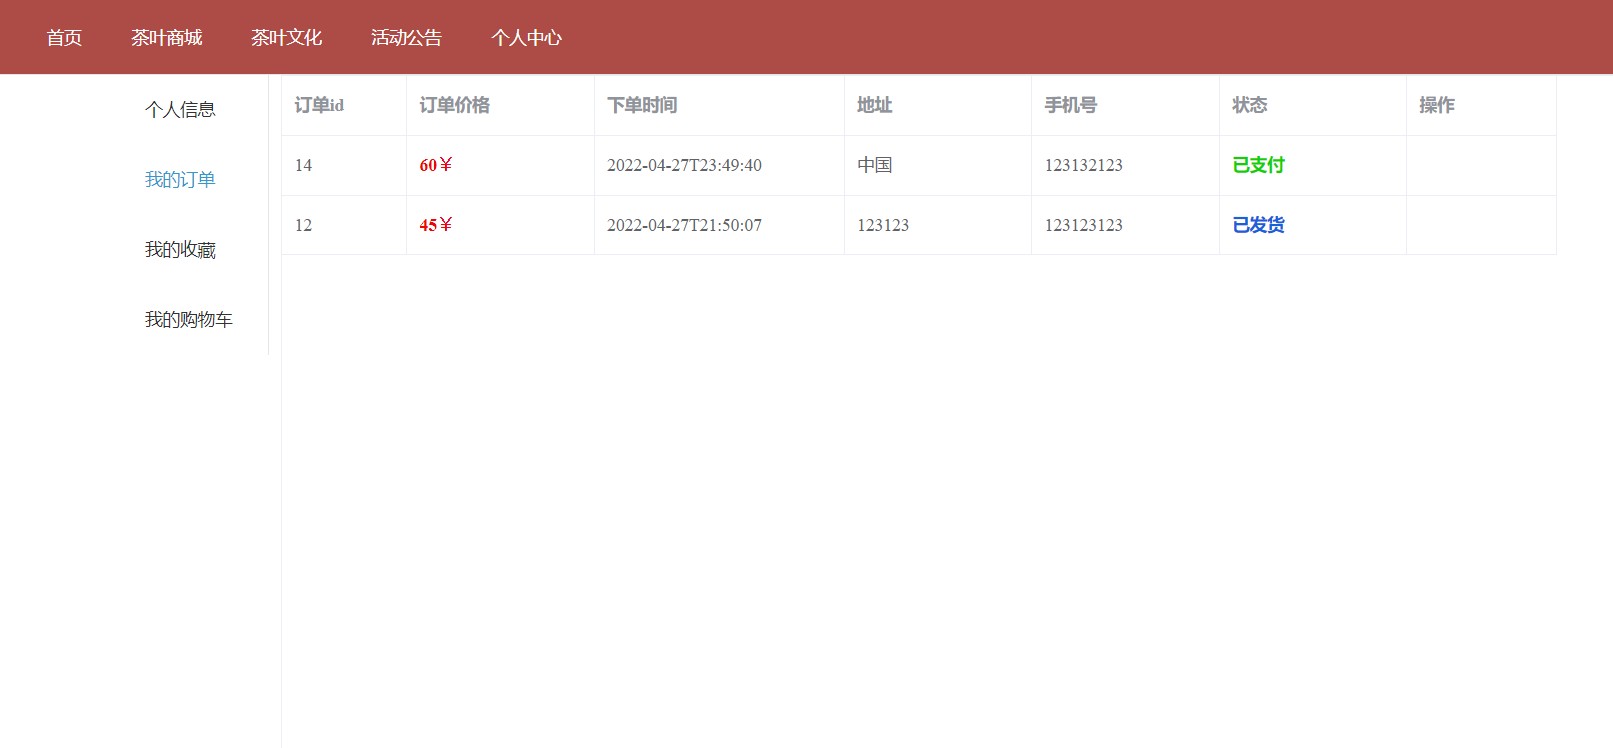 首页 茶叶商城 茶叶文化 活动公告 个人中心
个人信息
我的订单
我的收藏
我的购物车
订单id 订单价格 下单时间 地址 手机号 状态 操作
14 60￥ 2022-04-27T23:49:40 中国 123132123 已支付
12 45￥ 2022-04-27T21:50:07 123123 123123123 已发货